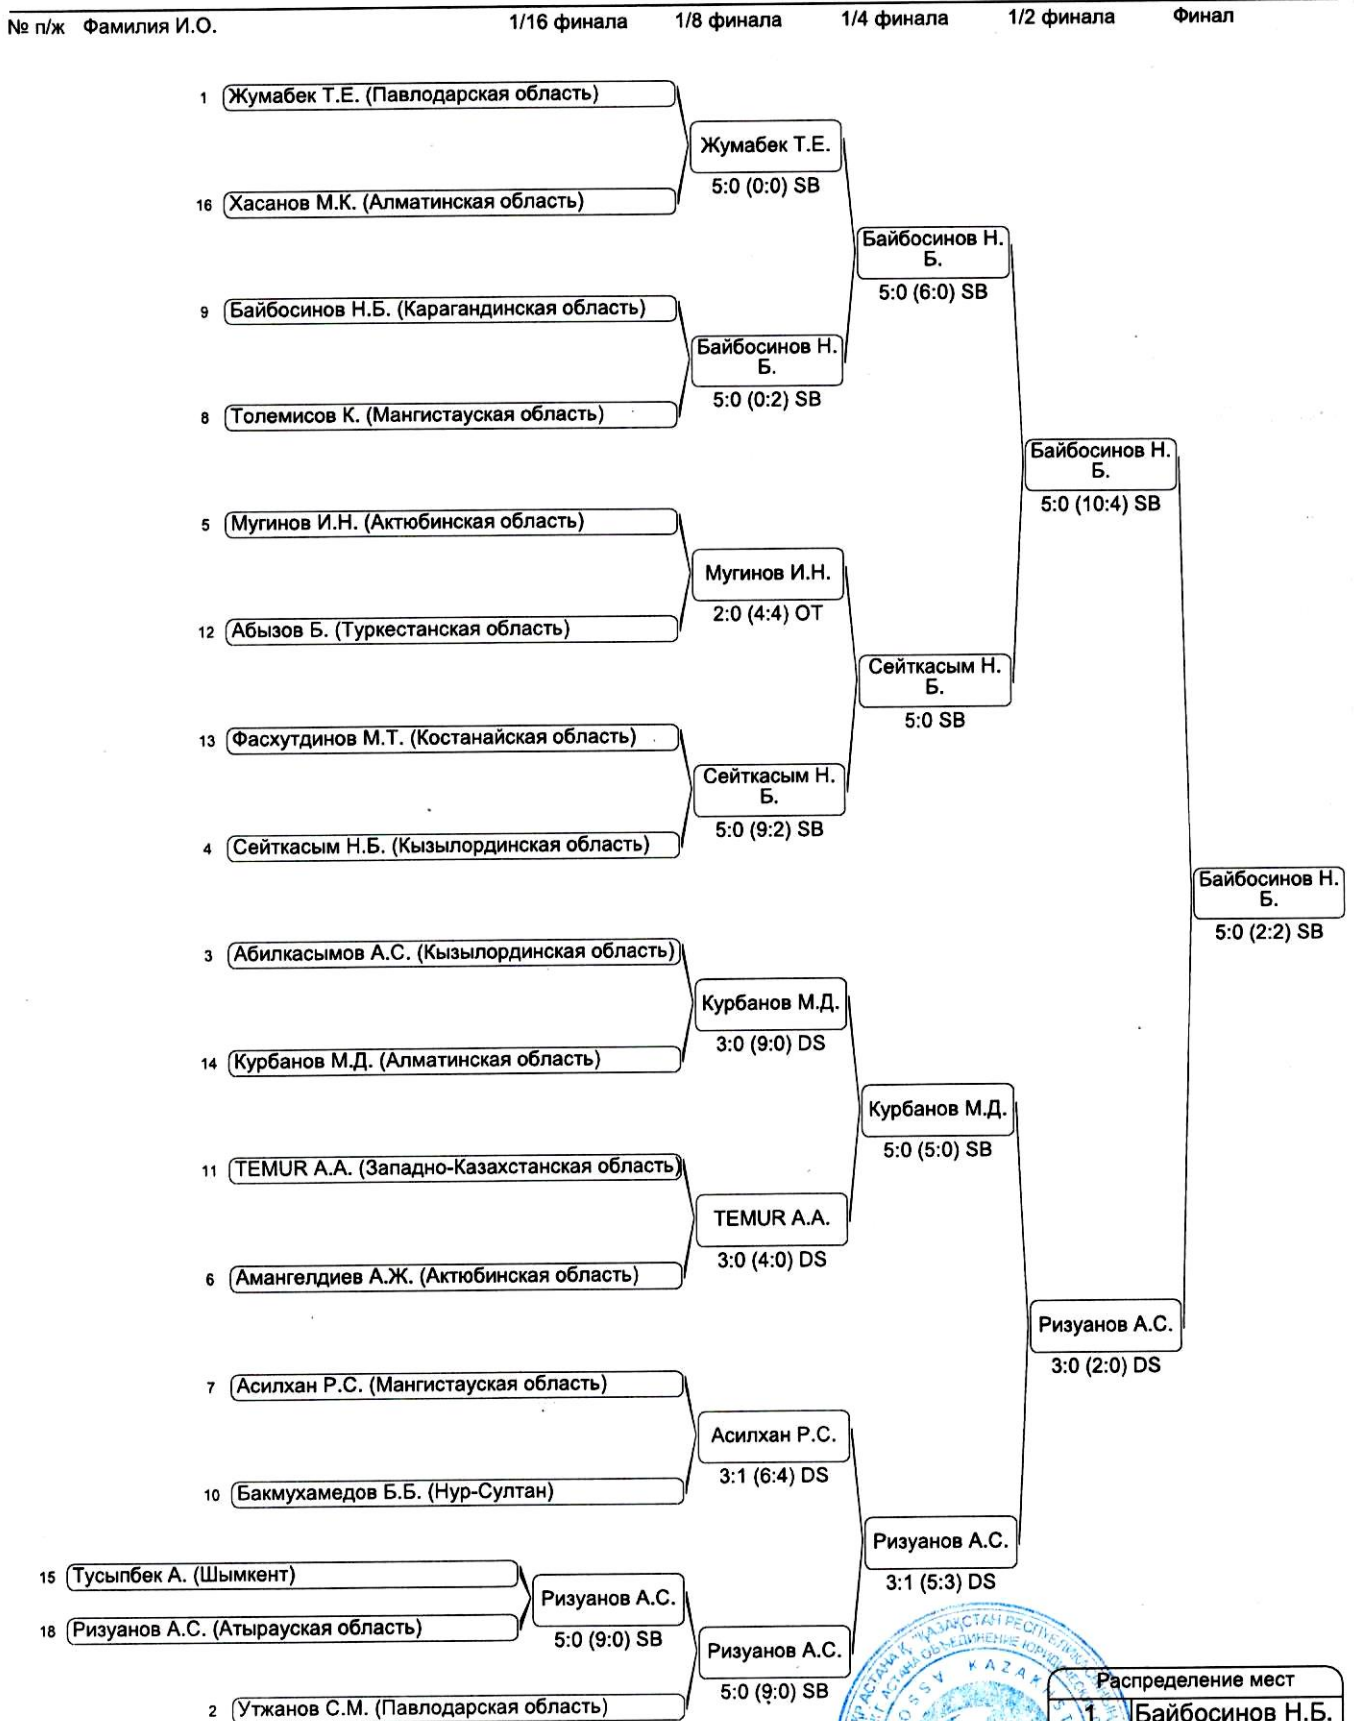 № п/ж Фамилия И.О. 1/16 финала 1/8 финала 1/4 финала 1/2 финала Финал
1 Жумабек Т.Е. (Павлодарская область)
Жумабек Т.Е.
5:0 (0:0) SB
16 Хасанов М.К. (Алматинская область)
Байбосинов Н.
Б.
5:0 (6:0) SB
9 Байбосинов Н.Б. (Карагандинская область)
Байбосинов Н.
Б.
5:0 (0:2) SB
8 Толемисов К. (Мангистауская область)
Байбосинов Н.
Б.
5:0 (10:4) SB
5 Мугинов И.Н. (Актюбинская область)
Мугинов И.Н.
2:0 (4:4) OT
12 Абызов Б. (Туркестанская область)
Сейткасым Н.
Б.
5:0 SB
13 Фасхутдинов М.Т. (Костанайская область)
Сейткасым Н.
Б.
5:0 (9:2) SB
4 Сейткасым Н.Б. (Кызылординская область)
Байбосинов Н.
Б.
5:0 (2:2) SB
3 Абилкасымов А.С. (Кызылординская область)
Курбанов М.Д.
3:0 (9:0) DS
14 Курбанов М.Д. (Алматинская область)
Курбанов М.Д.
5:0 (5:0) SB
11 TEMUR A.A. (Западно-Казахстанская область)
TEMUR A.A.
3:0 (4:0) DS
6 Амангелдиев А.Ж. (Актюбинская область)
Ризуанов А.С.
3:0 (2:0) DS
7 Асилхан Р.С. (Мангистауская область)
Асилхан Р.С.
3:1 (6:4) DS
10 Бакмухамедов Б.Б. (Нур-Султан)
Ризуанов А.С.
3:1 (5:3) DS
15 Тусыпбек А. (Шымкент)
Ризуанов А.С.
5:0 (9:0) SB
18 Ризуанов А.С. (Атырауская область)
Ризуанов А.С.
5:0 (9:0) SB
2 Утжанов С.М. (Павлодарская область)
Распределение мест
1 Байбосинов Н.Б.